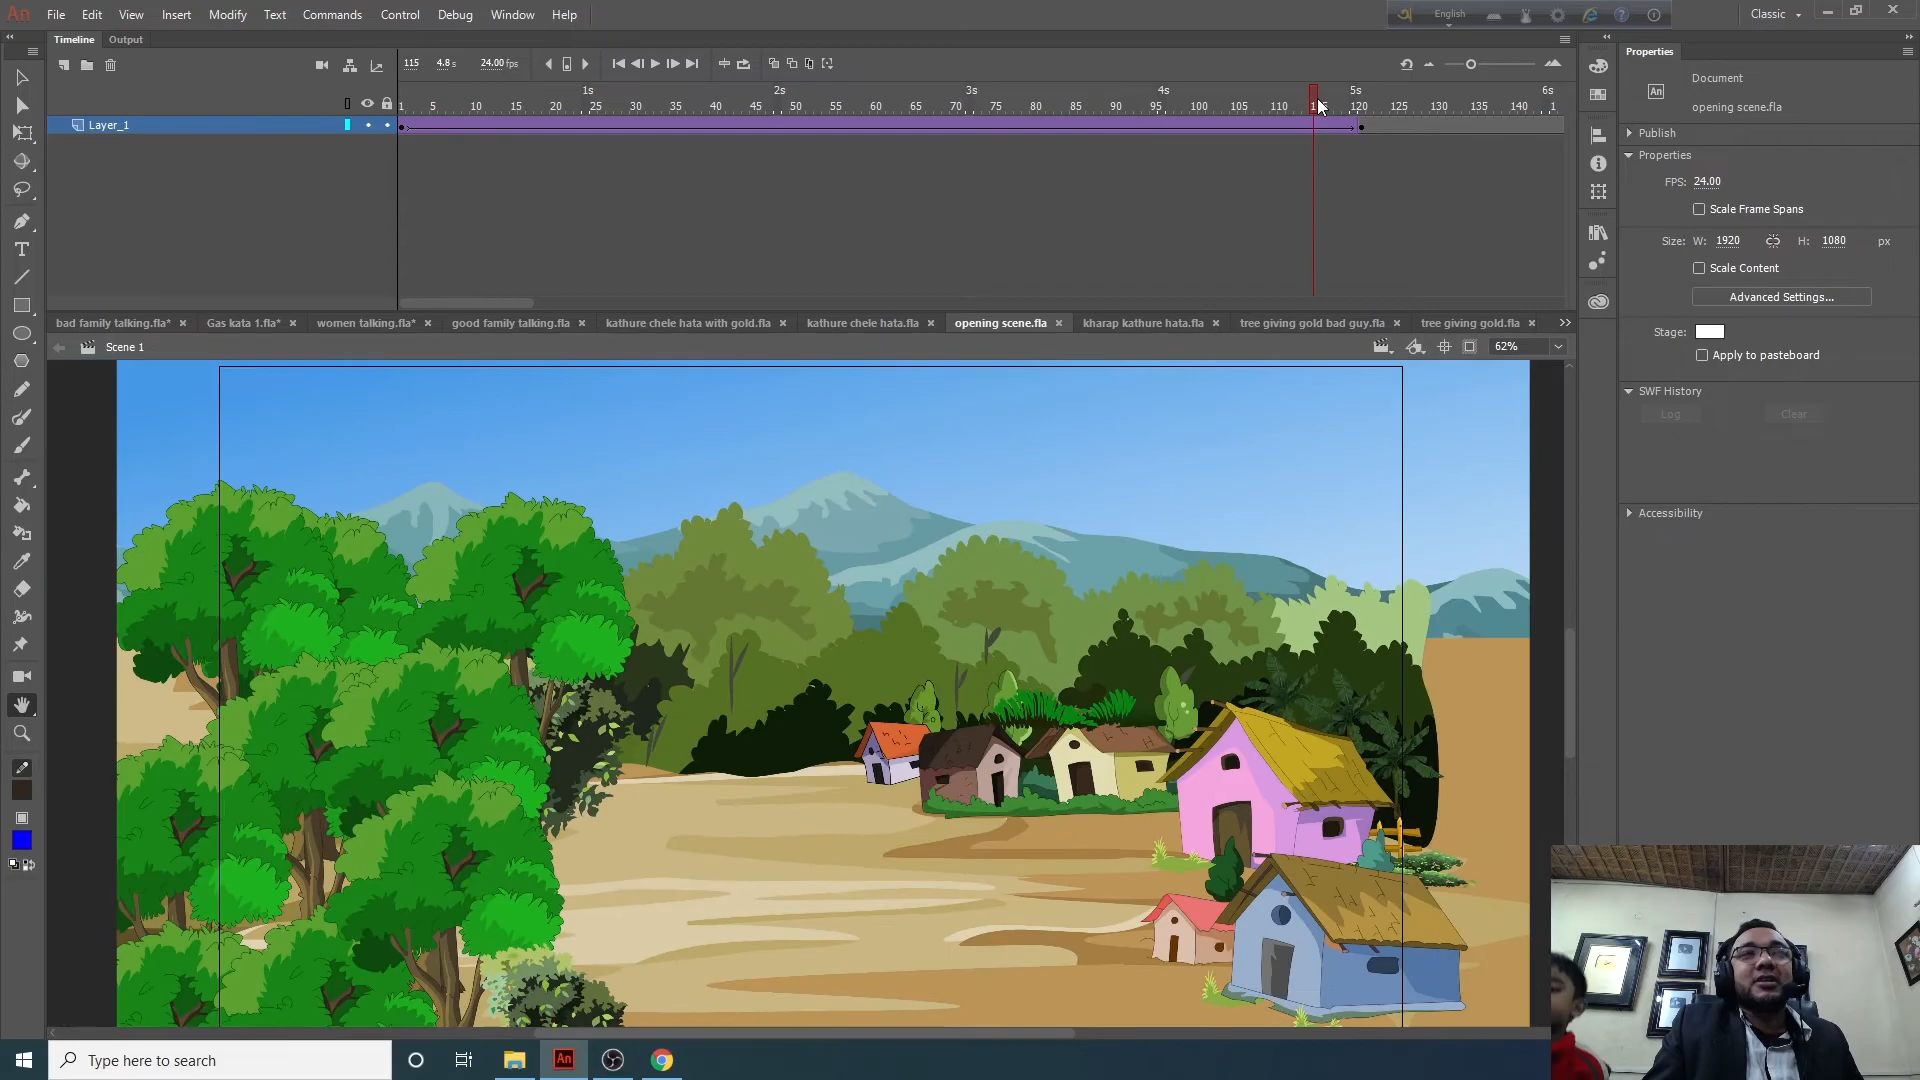 An File Edit View Insert Modify Text Commands Control Debug Window Help English Classic
Timeline Output
115 4.8 s 24.00 fps
1s 2s 3s 4s 5s 6s
1 5 10 15 20 25 30 35 40 45 50 55 60 65 70 75 80 85 90 95 100 105 110 120 125 130 135 140 1
Layer_1
bad family talking.fla* Gas kata 1.fla* women talking.fla* good family talking.fla kathure chele hata with gold.fla kathure chele hata.fla opening scene.fla kharap kathure hata.fla tree giving gold bad guy.fla tree giving gold.fla
Scene 1 62%
Properties
An Document
opening scene.fla
Publish
Properties
FPS: 24.00
Scale Frame Spans
Size: W: 1920 H: 1080 px
Scale Content
Advanced Settings...
Stage:
Apply to pasteboard
SWF History
Log Clear
Accessibility
Type here to search
An